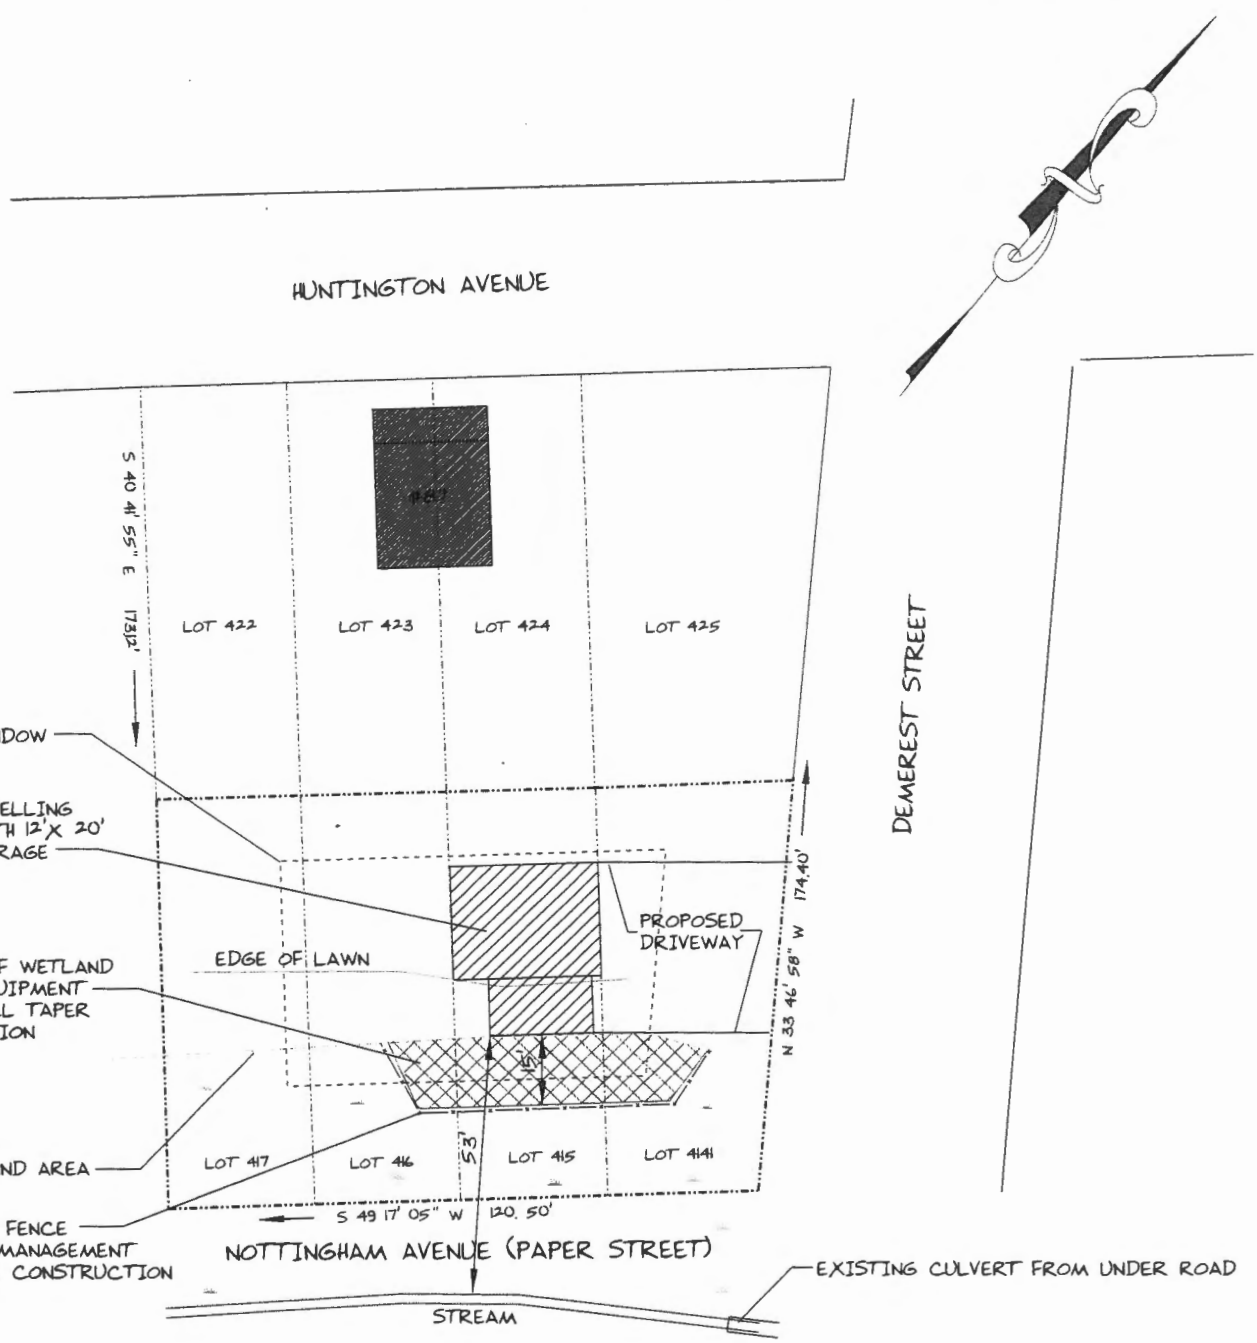 HUNTINGTON AVENUE
S 40 41' 55" E 173.12'
LOT 422
LOT 423
LOT 424
LOT 425
DEMEREST STREET
DOW
ELLING
TH 12' X 20'
RAGE
PROPOSED
DRIVEWAY
N 33 46' 58" W 174.40'
EDGE OF LAWN
F WETLAND
UIPMENT
L TAPER
ION
15'
53'
ND AREA
LOT 417
LOT 416
LOT 415
LOT 4141
S 49 17' 05" W 120.50'
FENCE
MANAGEMENT
CONSTRUCTION
NOTTINGHAM AVENUE (PAPER STREET)
EXISTING CULVERT FROM UNDER ROAD
STREAM